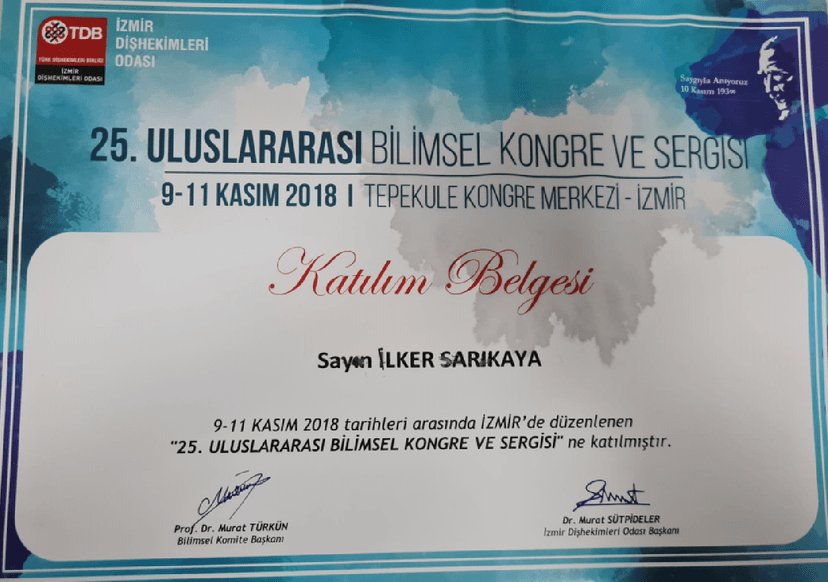 TDB
TÜRK DİŞHEKİMLERİ BİRLİĞİ
İZMİR
DİŞHEKİMLERİ ODASI
İZMİR
DİŞHEKİMLERİ
ODASI
Saygıyla Anıyoruz
10 Kasım 193∞
25. ULUSLARARASI BİLİMSEL KONGRE VE SERGİSİ
9-11 KASIM 2018 I TEPEKULE KONGRE MERKEZİ - İZMİR
Katılım Belgesi
Sayın İLKER SARIKAYA
9-11 KASIM 2018 tarihleri arasında İZMİR'de düzenlenen
"25. ULUSLARARASI BİLİMSEL KONGRE VE SERGİSİ" ne katılmıştır.
Prof. Dr. Murat TÜRKÜN
Bilimsel Komite Başkanı
Dr. Murat SÜTPİDELER
İzmir Dişhekimleri Odası Başkanı